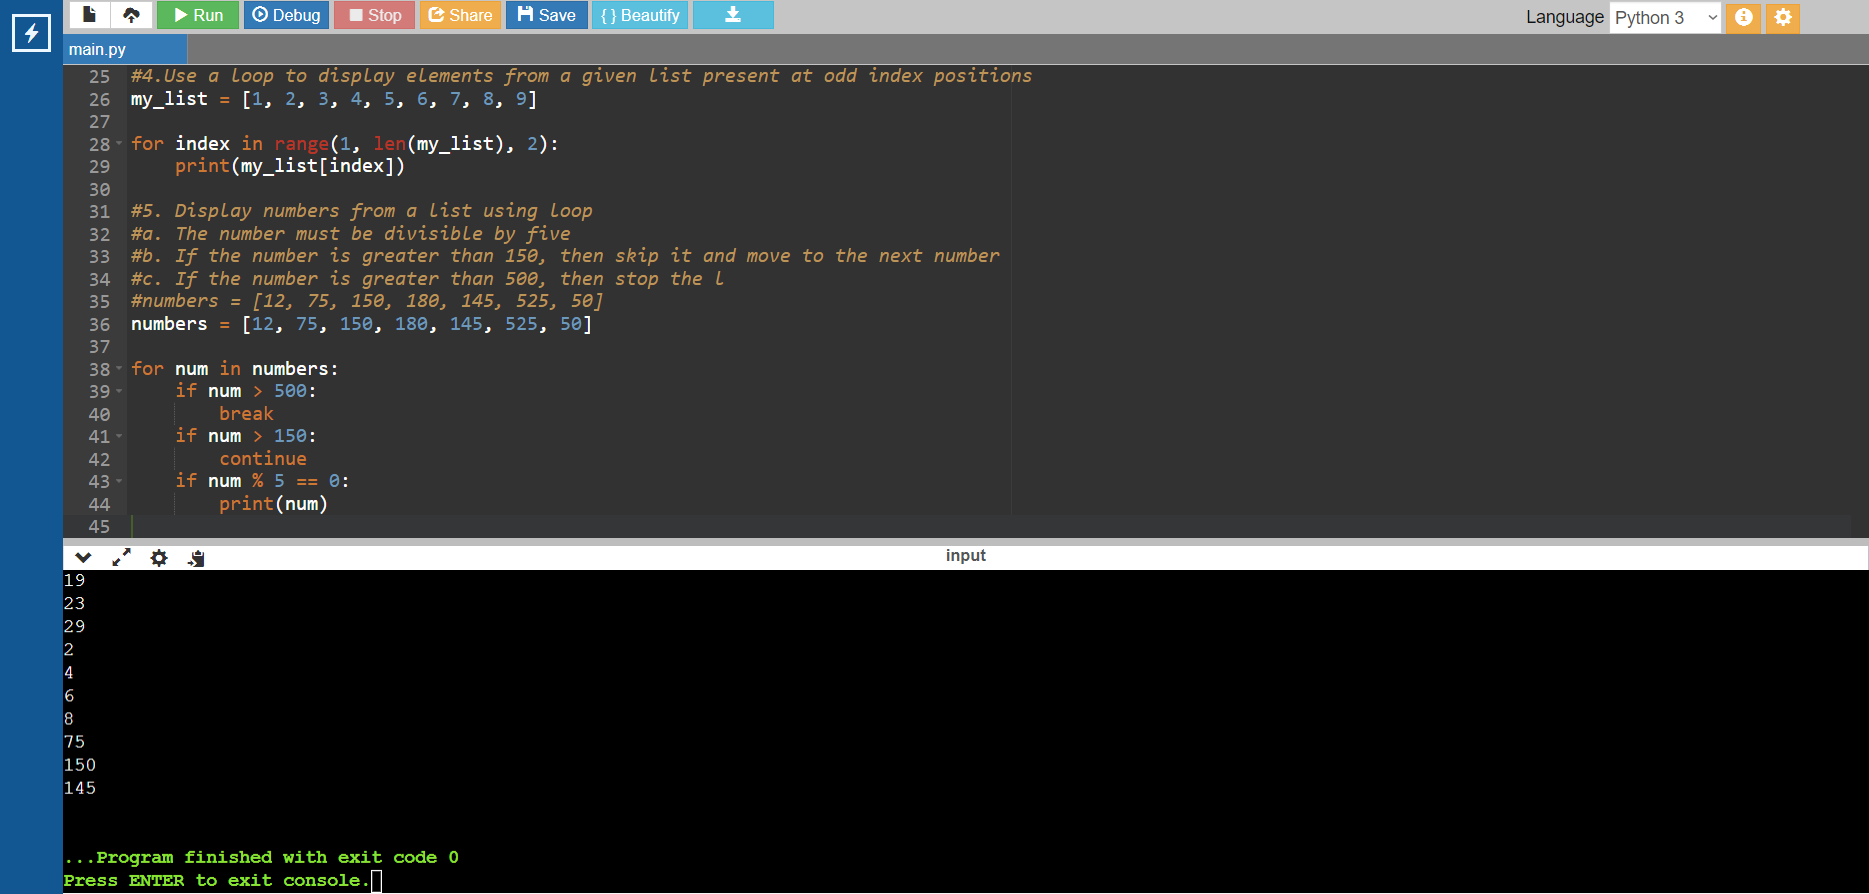 Run Debug Stop Share Save { } Beautify Language Python 3
main.py
25 #4.Use a loop to display elements from a given list present at odd index positions
26 my_list = [1, 2, 3, 4, 5, 6, 7, 8, 9]
27
28 for index in range(1, len(my_list), 2):
29 print(my_list[index])
30
31 #5. Display numbers from a list using loop
32 #a. The number must be divisible by five
33 #b. If the number is greater than 150, then skip it and move to the next number
34 #c. If the number is greater than 500, then stop the l
35 #numbers = [12, 75, 150, 180, 145, 525, 50]
36 numbers = [12, 75, 150, 180, 145, 525, 50]
37
38 for num in numbers:
39 if num > 500:
40 break
41 if num > 150:
42 continue
43 if num % 5 == 0:
44 print(num)
45
input
19
23
29
2
4
6
8
75
150
145
...Program finished with exit code 0
Press ENTER to exit console.